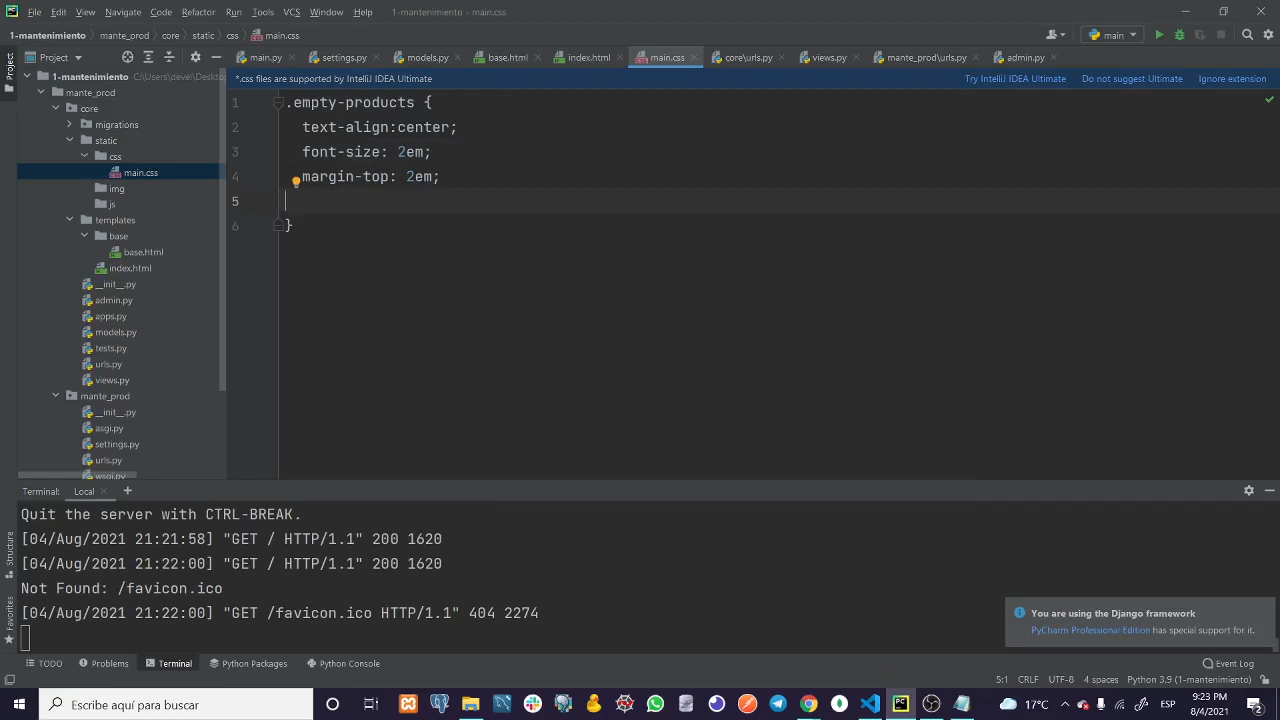 File Edit View Navigate Code Refactor Run Tools VCS Window Help 1-mantenimiento - main.css
1-mantenimiento mante_prod core static css main.css main
Project main.py settings.py models.py base.html index.html main.css core\urls.py views.py mante_prod\urls.py admin.py
1-mantenimiento C:\Users\devel\Deskto
*.css files are supported by IntelliJ IDEA Ultimate Try IntelliJ IDEA Ultimate Do not suggest Ultimate Ignore extension
mante_prod
core
migrations
static
css
main.css
img
js
templates
base
base.html
index.html
__init__.py
admin.py
apps.py
models.py
tests.py
urls.py
views.py
mante_prod
__init__.py
asgi.py
settings.py
urls.py
wsgi.py
1 .empty-products {
2 text-align:center;
3 font-size: 2em;
4 margin-top: 2em;
5
6 }
Project
Structure
Favorites
Terminal: Local
Quit the server with CTRL-BREAK.
[04/Aug/2021 21:21:58] "GET / HTTP/1.1" 200 1620
[04/Aug/2021 21:22:00] "GET / HTTP/1.1" 200 1620
Not Found: /favicon.ico
[04/Aug/2021 21:22:00] "GET /favicon.ico HTTP/1.1" 404 2274
You are using the Django framework
PyCharm Professional Edition has special support for it.
TODO Problems Terminal Python Packages Python Console Event Log
5:1 CRLF UTF-8 4 spaces Python 3.9 (1-mantenimiento)
Escribe aquí para buscar 17°C ESP 9:23 PM
8/4/2021 2